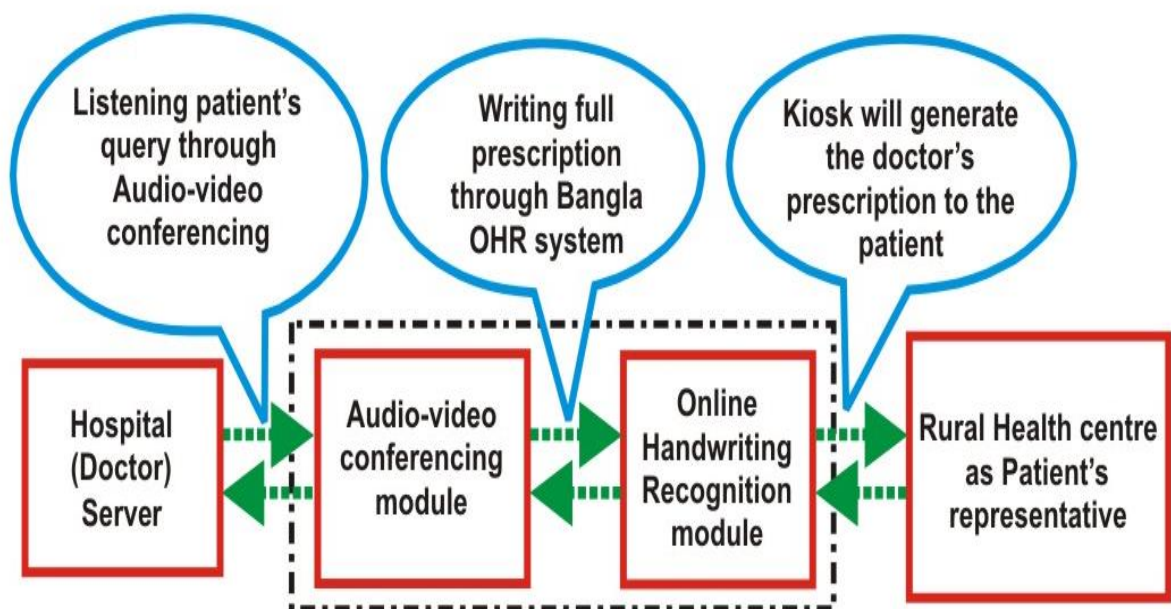 Listening patient's
query through
Audio-video
conferencing
Writing full
prescription
through Bangla
OHR system
Kiosk will generate
the doctor's
prescription to the
patient
Hospital
(Doctor)
Server
Audio-video
conferencing
module
Online
Handwriting
Recognition
module
Rural Health centre
as Patient's
representative